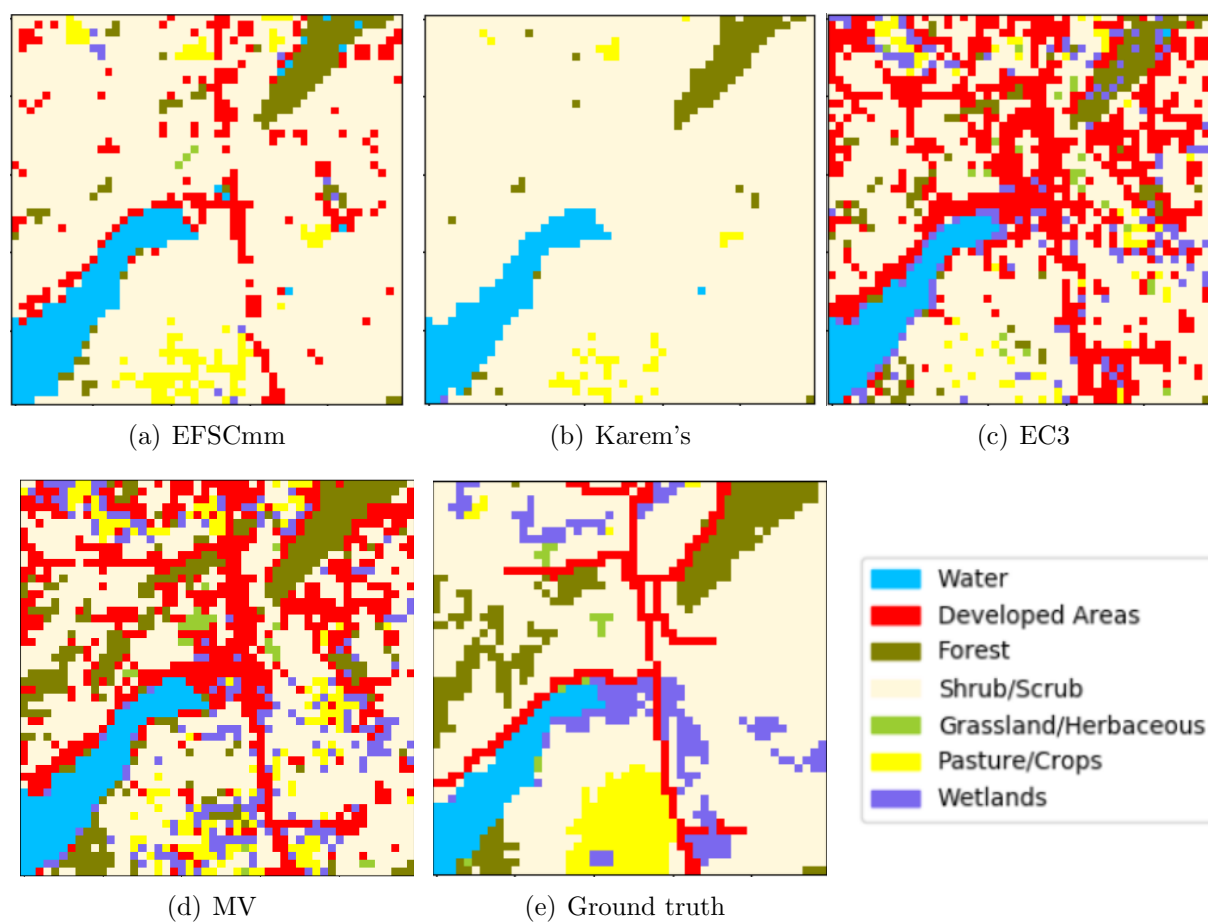 (a) EFSCmm
(b) Karem's
(c) EC3
Water
Developed Areas
Forest
Shrub/Scrub
Grassland/Herbaceous
Pasture/Crops
Wetlands
(d) MV
(e) Ground truth